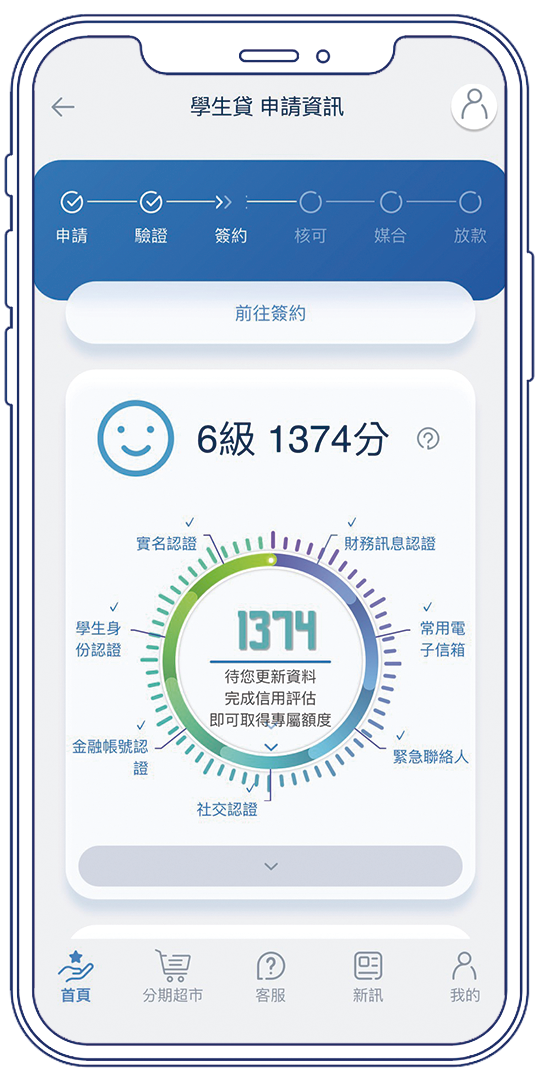 學生貸 申請資訊
申請 驗證 簽約 核可 媒合 放款
前往簽約
6級 1374分
實名認證
財務訊息認證
學生身
份認證
常用電
子信箱
1374
待您更新資料
完成信用評估
即可取得專屬額度
金融帳號認
證
緊急聯絡人
社交認證
首頁 分期超市 客服 新訊 我的